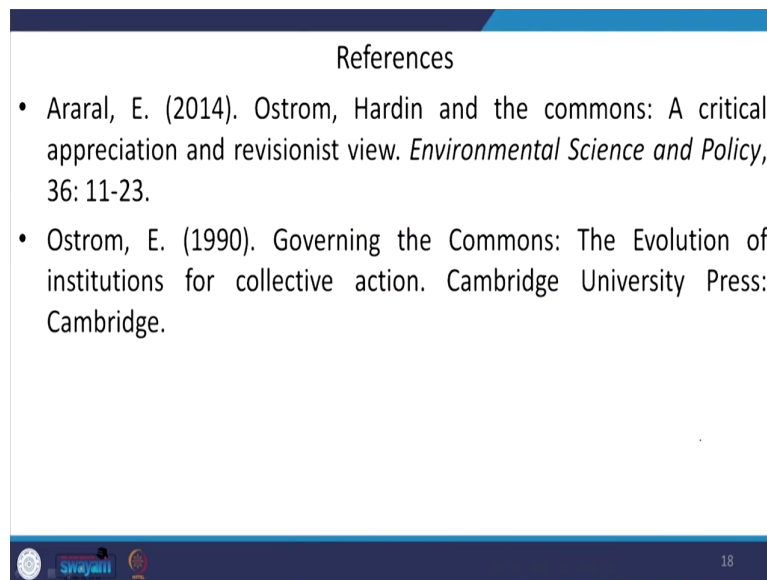 References
• Araral, E. (2014). Ostrom, Hardin and the commons: A critical
appreciation and revisionist view. Environmental Science and Policy,
36: 11-23.
• Ostrom, E. (1990). Governing the Commons: The Evolution of
institutions for collective action. Cambridge University Press:
Cambridge.
swayam
18